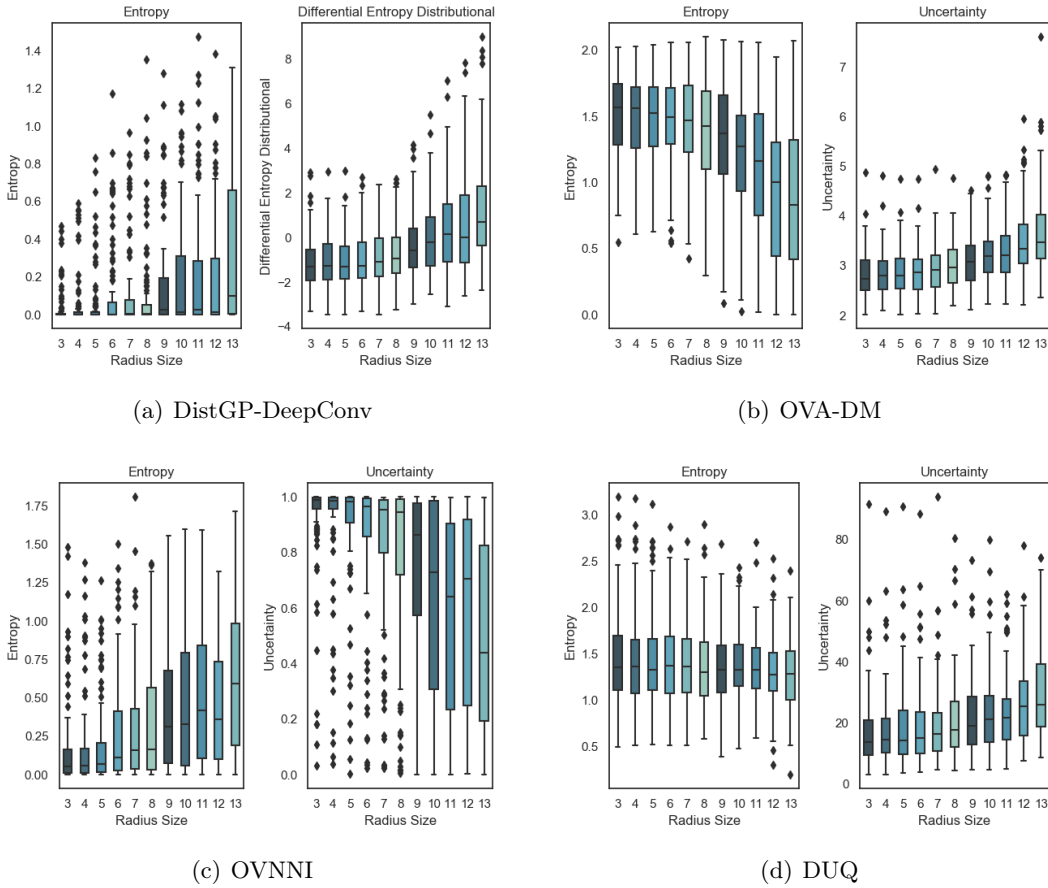 Entropy
Differential Entropy Distributional
Entropy
Uncertainty
Entropy
1.4
1.2
1.0
0.8
0.6
0.4
0.2
0.0
3 4 5 6 7 8 9 10 11 12 13
Radius Size
Differential Entropy Distributional
8
6
4
2
0
−2
−4
3 4 5 6 7 8 9 10 11 12 13
Radius Size
Entropy
2.0
1.5
1.0
0.5
0.0
3 4 5 6 7 8 9 10 11 12 13
Radius Size
Uncertainty
7
6
5
4
3
2
3 4 5 6 7 8 9 10 11 12 13
Radius Size
(a) DistGP-DeepConv
(b) OVA-DM
Entropy
Uncertainty
Entropy
Uncertainty
Entropy
1.75
1.50
1.25
1.00
0.75
0.50
0.25
0.00
3 4 5 6 7 8 9 10 11 12 13
Radius Size
Uncertainty
1.0
0.8
0.6
0.4
0.2
0.0
3 4 5 6 7 8 9 10 11 12 13
Radius Size
Entropy
3.0
2.5
2.0
1.5
1.0
0.5
3 4 5 6 7 8 9 10 11 12 13
Radius Size
Uncertainty
80
60
40
20
0
3 4 5 6 7 8 9 10 11 12 13
Radius Size
(c) OVNNI
(d) DUQ